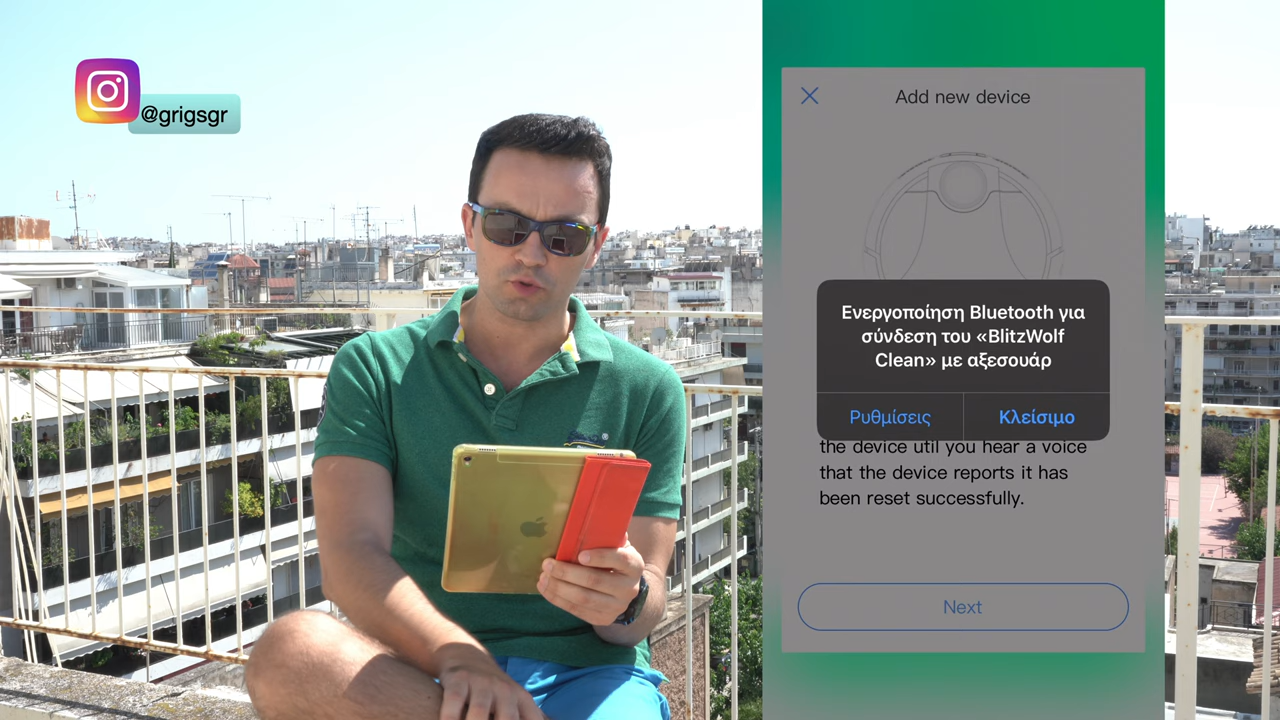 @grigsgr
Add new device
Ενεργοποίηση Bluetooth για
σύνδεση του «BlitzWolf
Clean» με αξεσουάρ
Ρυθμίσεις
Κλείσιμο
the device util you hear a voice
that the device reports it has
been reset successfully.
Next